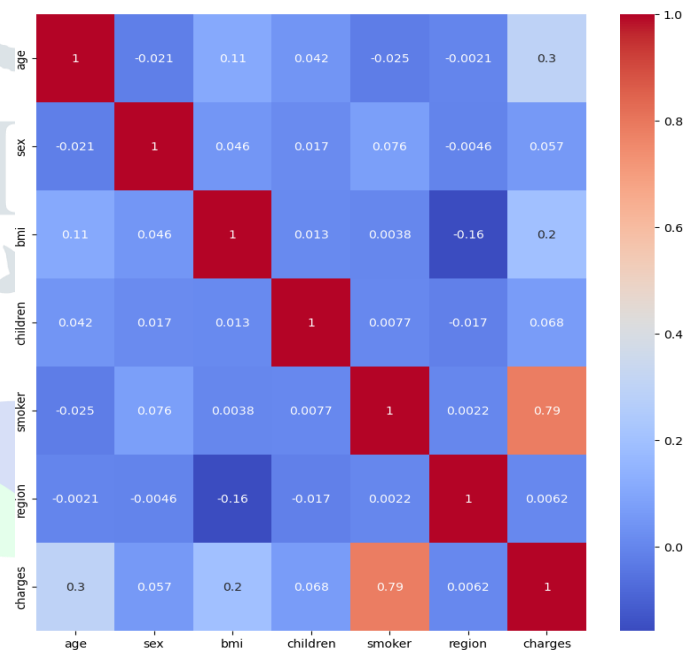 1.0
age 1 -0.021 0.11 0.042 -0.025 -0.0021 0.3
0.8
sex -0.021 1 0.046 0.017 0.076 -0.0046 0.057
bmi 0.11 0.046 1 0.013 0.0038 -0.16 0.2
0.6
children 0.042 0.017 0.013 1 0.0077 -0.017 0.068
0.4
smoker -0.025 0.076 0.0038 0.0077 1 0.0022 0.79
0.2
region -0.0021 -0.0046 -0.16 -0.017 0.0022 1 0.0062
0.0
charges 0.3 0.057 0.2 0.068 0.79 0.0062 1
age sex bmi children smoker region charges